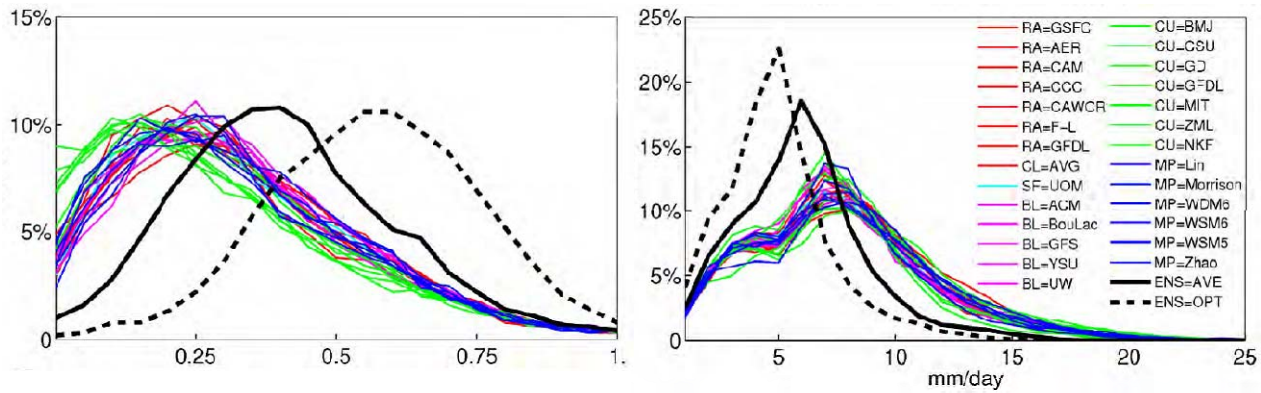 15%
10%
5%
0
0.25
0.5
0.75
1.
25%
20%
15%
10%
5%
0
5
10
15
20
25
mm/day
RA=GSFC
RA=AER
RA=CAM
RA=CCC
RA=CAWCR
RA=F-L
RA=GFDL
CL=AVG
SF=UOM
BL=ACM
BL=BouLac
BL=GFS
BL=YSU
BL=UW
CU=BMJ
CU=CSU
CU=GD
CU=GFDL
CU=MIT
CU=ZML
CU=NKF
MP=Lin
MP=Morrison
MP=WDM6
MP=WSM6
MP=WSM5
MP=Zhao
ENS=AVE
ENS=OPT